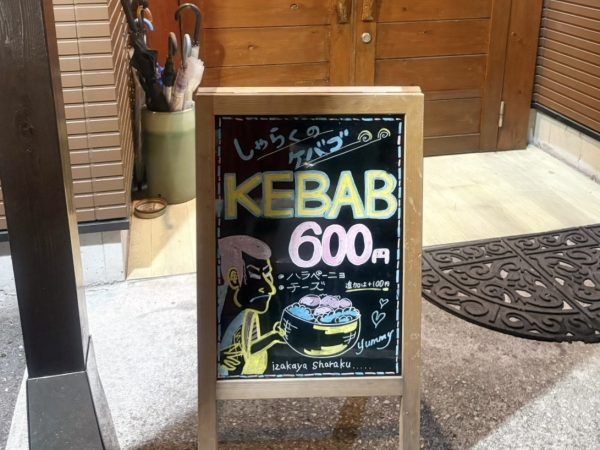 しゃらくの
ケバブ
KEBAB
600円
ハラペーニョ
チーズ 追加は+100円
yummy
izakaya sharaku.....